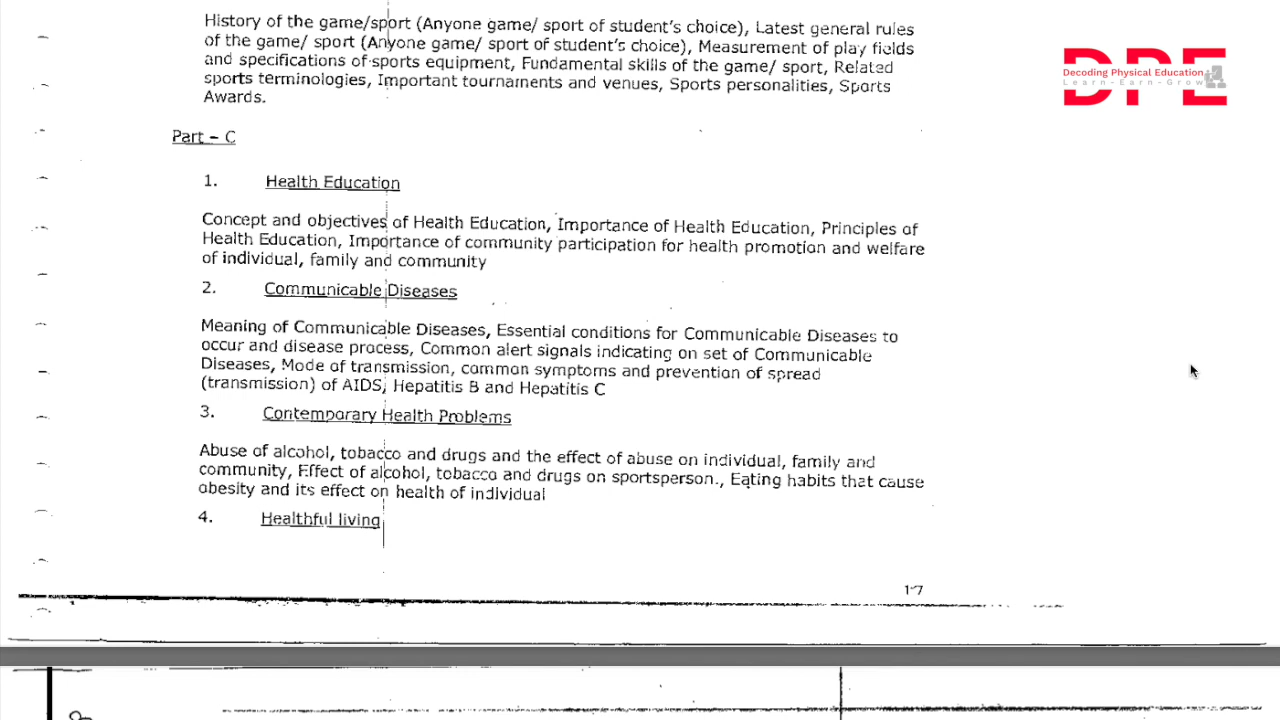 History of the game/sport (Anyone game/ sport of student's choice), Latest general rules
of the game/ sport (Anyone game/ sport of student's choice), Measurement of play fields
and specifications of sports equipment, Fundamental skills of the game/ sport, Related
sports terminologies, Important tournaments and venues, Sports personalities, Sports
Awards.
DPE
Decoding Physical Education
Learn-Earn-Grow
Part - C
1. Health Education
Concept and objectives of Health Education, Importance of Health Education, Principles of
Health Education, Importance of community participation for health promotion and welfare
of individual, family and community
2. Communicable Diseases
Meaning of Communicable Diseases, Essential conditions for Communicable Diseases to
occur and disease process, Common alert signals indicating on set of Communicable
Diseases, Mode of transmission, common symptoms and prevention of spread
(transmission) of AIDS, Hepatitis B and Hepatitis C
3. Contemporary Health Problems
Abuse of alcohol, tobacco and drugs and the effect of abuse on individual, family and
community, Effect of alcohol, tobacco and drugs on sportsperson., Eating habits that cause
obesity and its effect on health of individual
4. Healthful living